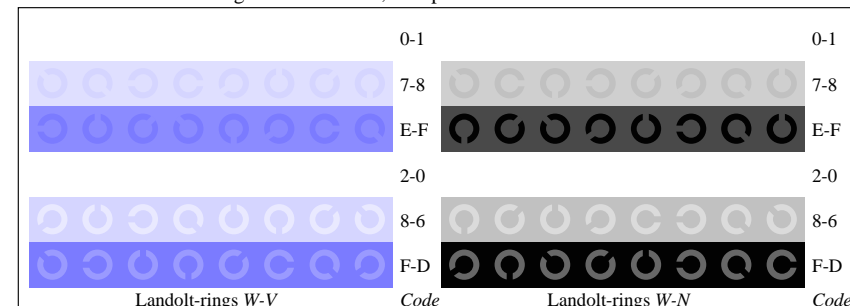 0-1 0-1
7-8 7-8
E-F E-F
2-0 2-0
8-6 8-6
F-D F-D
Landolt-rings W-V Code Landolt-rings W-N Code